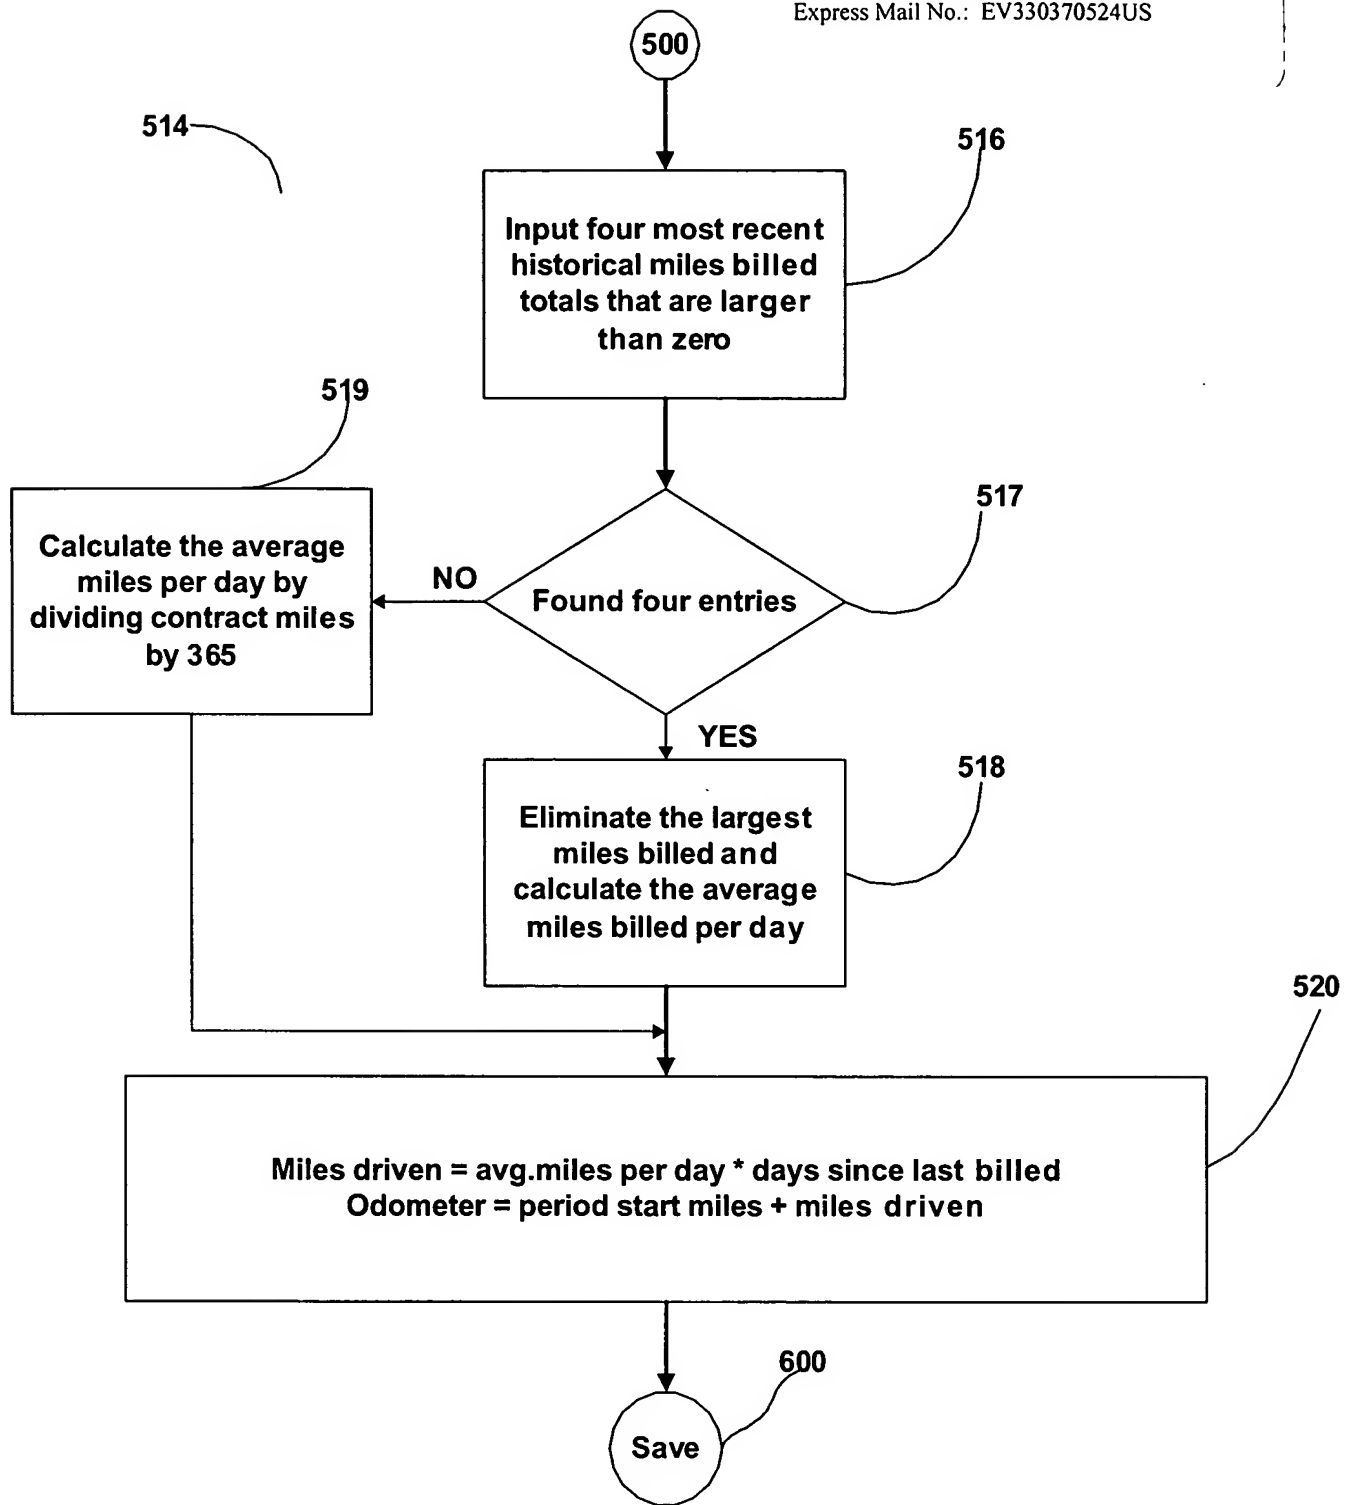 Express Mail No.: EV330370524US
500
514
516
Input four most recent
historical miles billed
totals that are larger
than zero
519
517
Calculate the average
miles per day by
dividing contract miles
by 365
NO
Found four entries
YES
518
Eliminate the largest
miles billed and
calculate the average
miles billed per day
520
Miles driven = avg.miles per day * days since last billed
Odometer = period start miles + miles driven
600
Save